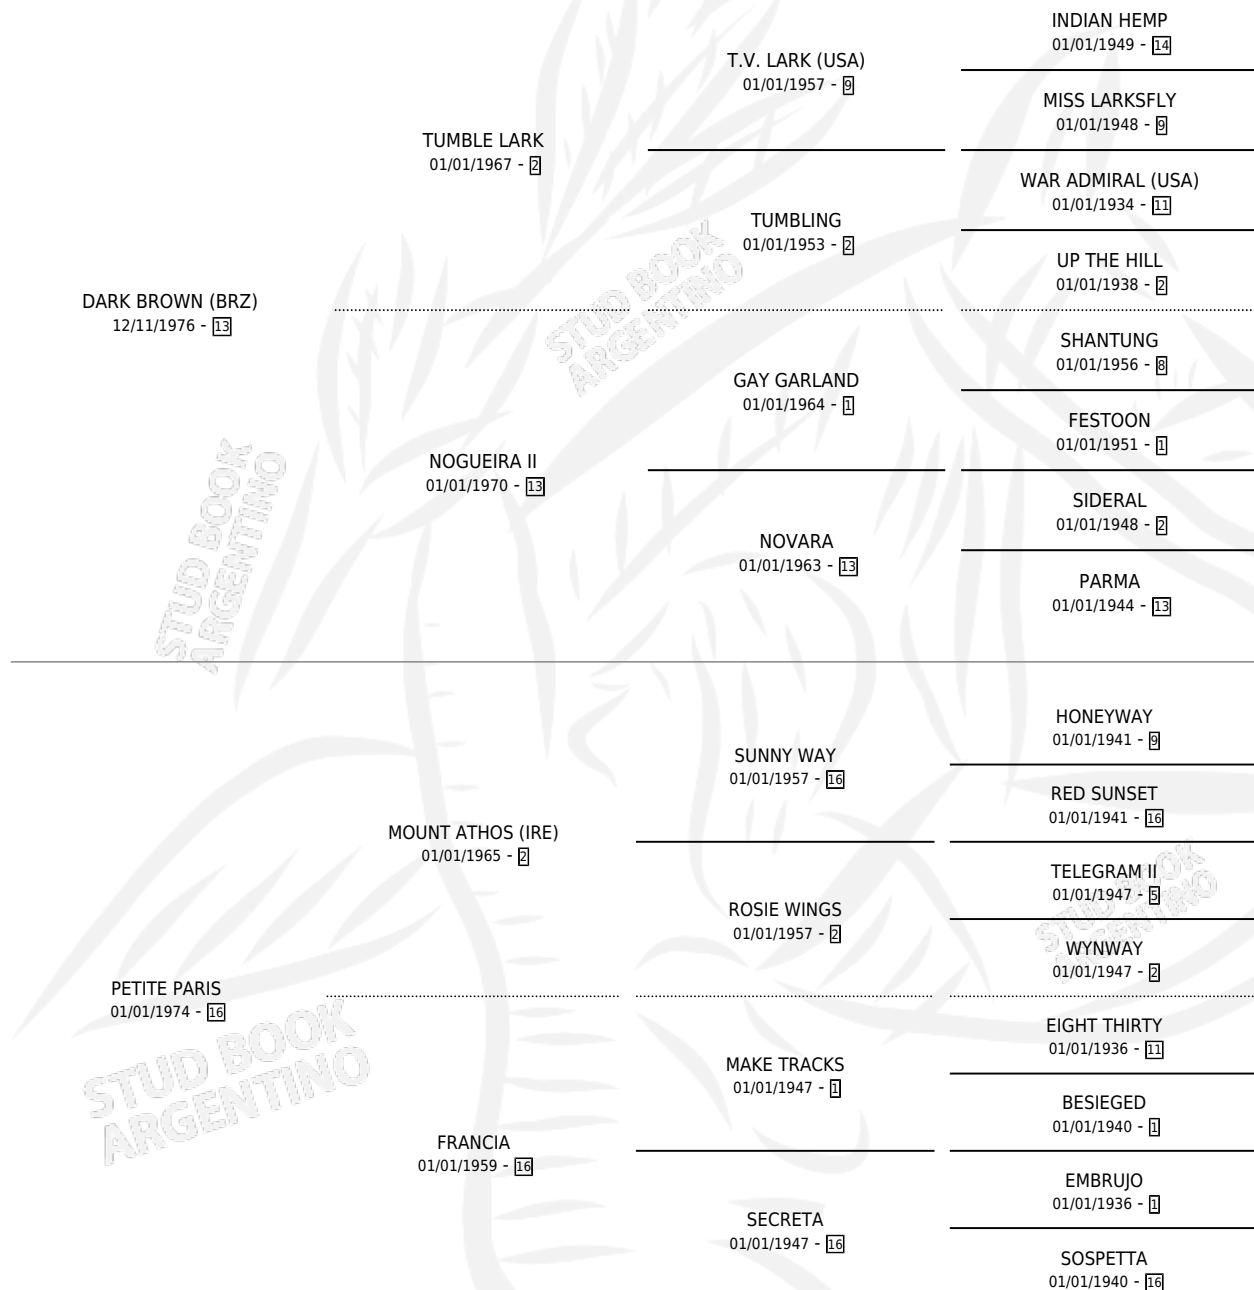 INDIAN HEMP
01/01/1949 - 14
T.V. LARK (USA)
01/01/1957 - 9
MISS LARKSFLY
01/01/1948 - 9
TUMBLE LARK
01/01/1967 - 2
WAR ADMIRAL (USA)
01/01/1934 - 11
TUMBLING
01/01/1953 - 2
UP THE HILL
01/01/1938 - 2
DARK BROWN (BRZ)
12/11/1976 - 13
STUD BOOK
ARGENTINO
SHANTUNG
01/01/1956 - 8
GAY GARLAND
01/01/1964 - 1
FESTOON
01/01/1951 - 1
NOGUEIRA II
01/01/1970 - 13
SIDERAL
01/01/1948 - 2
NOVARA
01/01/1963 - 13
PARMA
01/01/1944 - 13
STUD BOOK
ARGENTINO
HONEYWAY
01/01/1941 - 9
SUNNY WAY
01/01/1957 - 16
RED SUNSET
01/01/1941 - 16
MOUNT ATHOS (IRE)
01/01/1965 - 2
TELEGRAM II
01/01/1947 - 5
ROSIE WINGS
01/01/1957 - 2
WYNWAY
01/01/1947 - 2
STUD BOOK
ARGENTINO
PETITE PARIS
01/01/1974 - 16
EIGHT THIRTY
01/01/1936 - 11
MAKE TRACKS
01/01/1947 - 1
BESIEGED
01/01/1940 - 1
STUD BOOK
ARGENTINO
FRANCIA
01/01/1959 - 16
EMBRUJO
01/01/1936 - 1
SECRETA
01/01/1947 - 16
SOSPETTA
01/01/1940 - 16